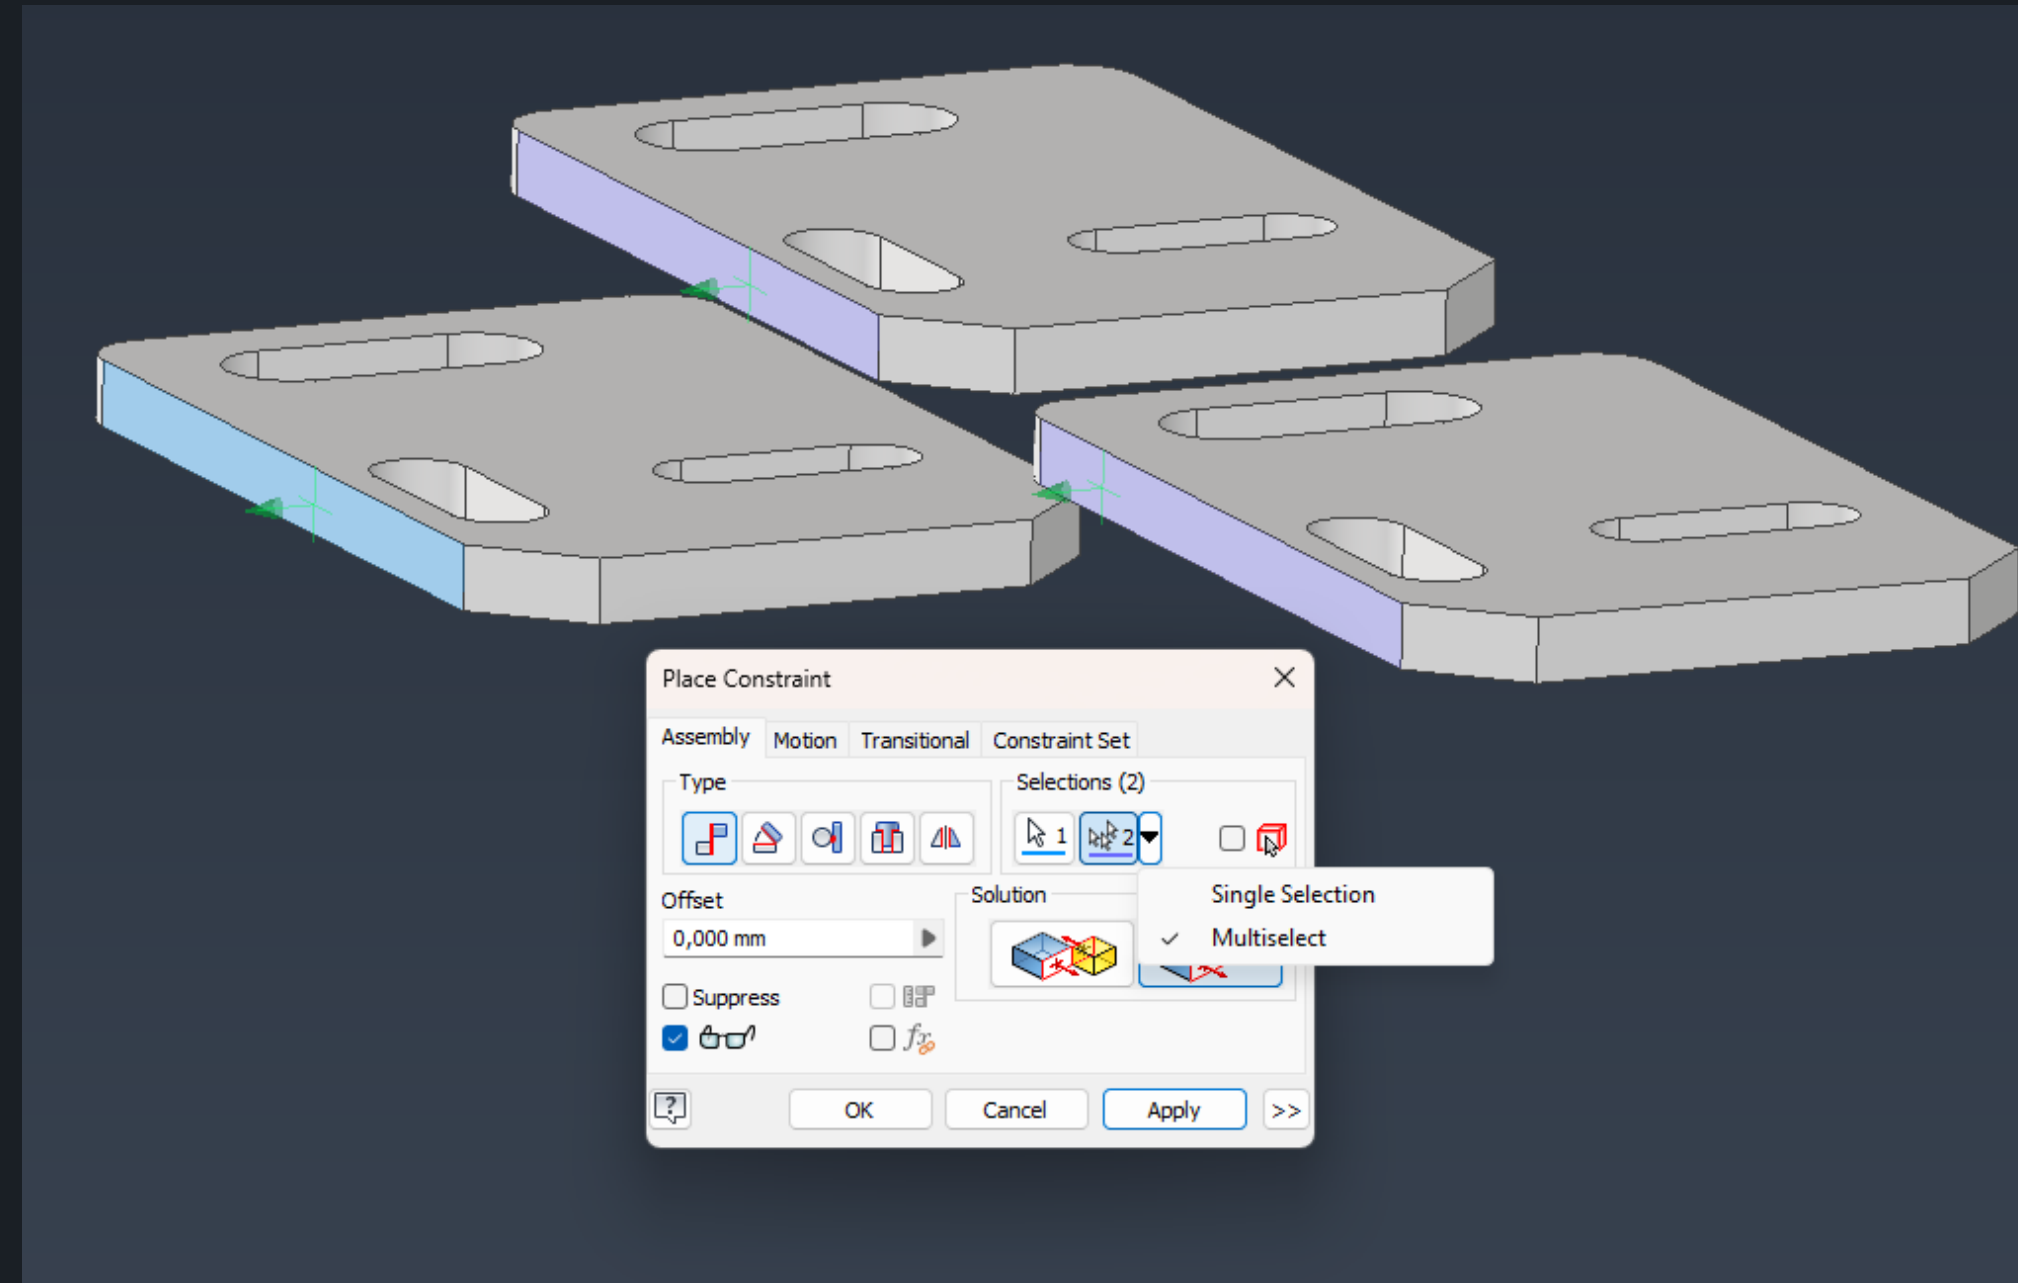 Place Constraint
Assembly Motion Transitional Constraint Set
Type
Selections (2)
1 2
Single Selection
Multiselect
Offset
0,000 mm
Solution
Suppress
fx
? OK Cancel Apply >>